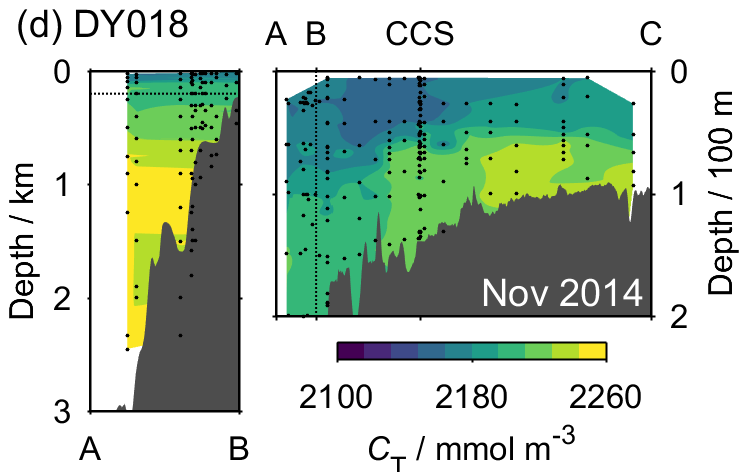 (d) DY018
A B CCS C
0
1
2
3
Depth / km
A B
0
1
2
Depth / 100 m
Nov 2014
2100 2180 2260
C_T / mmol m⁻³